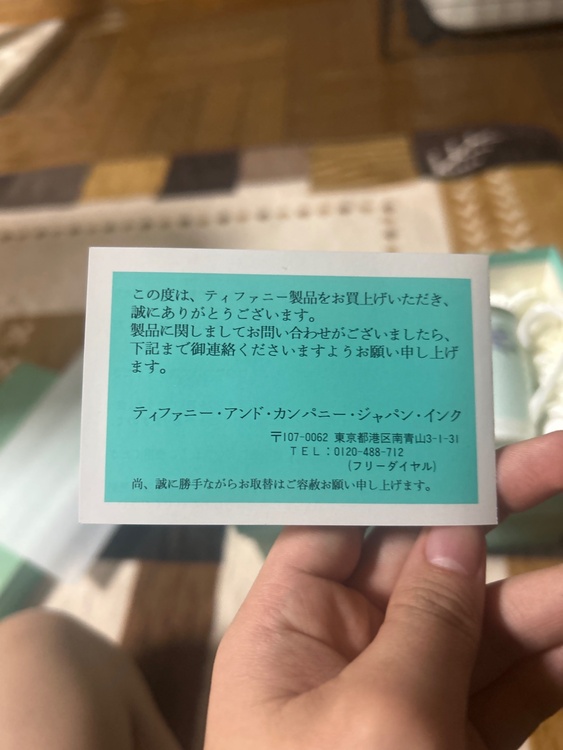 この度は、ティファニー製品をお買上げいただき、
誠にありがとうございます。
製品に関しましてお問い合わせがございましたら、
下記まで御連絡くださいますようお願い申し上げ
ます。
ティファニー・アンド・カンパニー・ジャパン・インク
〒107-0062 東京都港区南青山3-1-31
TEL:0120-488-712
(フリーダイヤル)
尚、誠に勝手ながらお取替はご容赦お願い申し上げます。